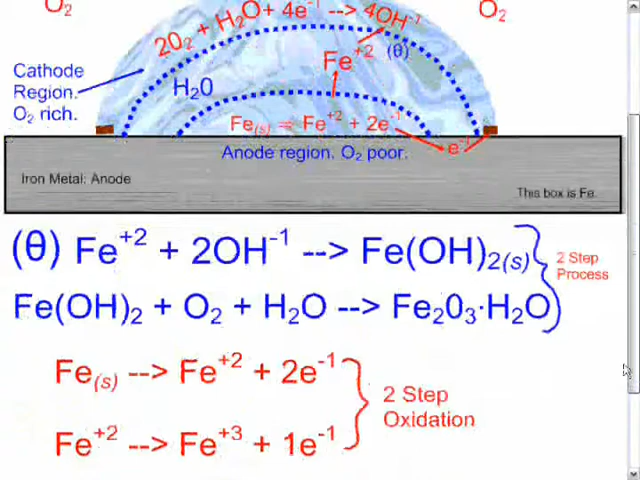 O₂ O₂
2O₂ + H₂O + 4e⁻¹ --> 4OH⁻¹
Fe⁺² (θ)
Cathode
Region.
O₂ rich.
H₂0
Fe₍s₎ = Fe⁺² + 2e⁻¹
e⁻¹
Anode region. O₂ poor.
Iron Metal: Anode
This box is Fe.
(θ) Fe⁺² + 2OH⁻¹ --> Fe(OH)₂₍s₎
Fe(OH)₂ + O₂ + H₂O --> Fe₂0₃·H₂O
2 Step
Process
Fe₍s₎ --> Fe⁺² + 2e⁻¹
Fe⁺² --> Fe⁺³ + 1e⁻¹
2 Step
Oxidation